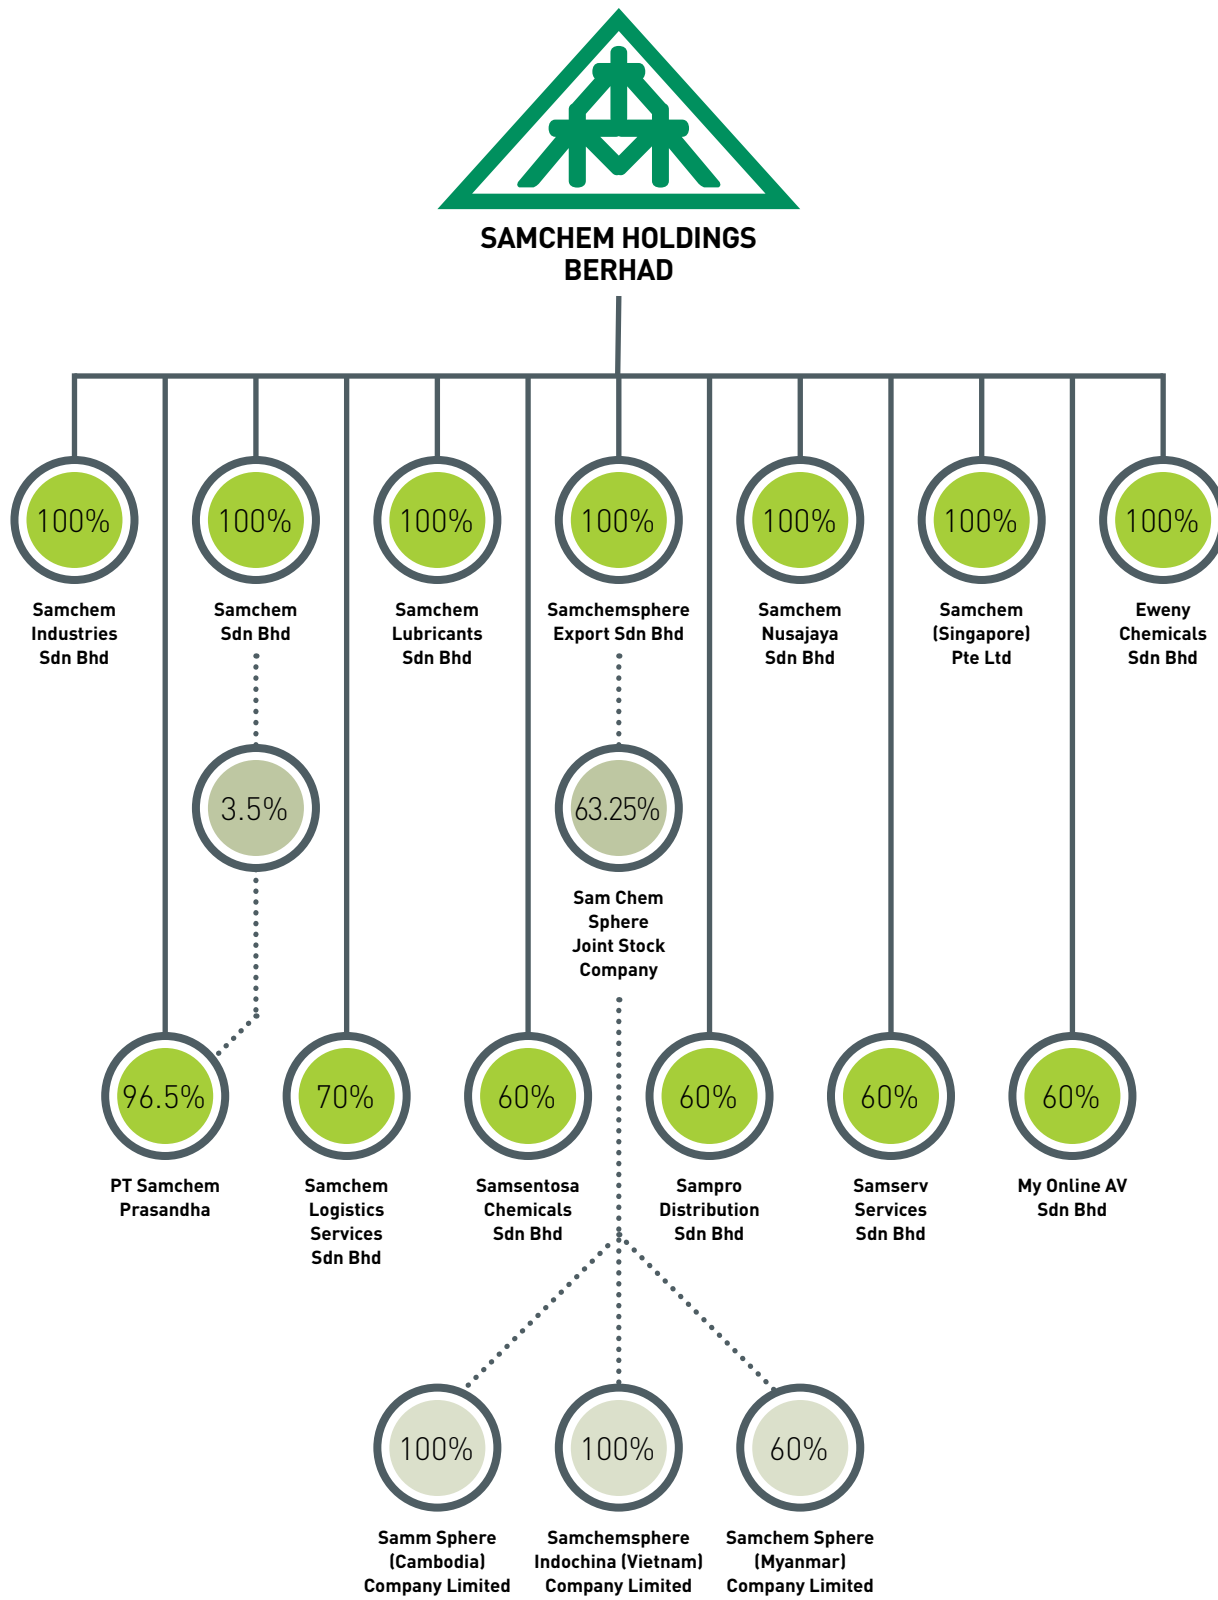 SAMCHEM HOLDINGS
BERHAD
100%
Samchem
Industries
Sdn Bhd
100%
Samchem
Sdn Bhd
100%
Samchem
Lubricants
Sdn Bhd
100%
Samchemsphere
Export Sdn Bhd
100%
Samchem
Nusajaya
Sdn Bhd
100%
Samchem
(Singapore)
Pte Ltd
100%
Eweny
Chemicals
Sdn Bhd
3.5%
63.25%
Sam Chem
Sphere
Joint Stock
Company
96.5%
PT Samchem
Prasandha
70%
Samchem
Logistics
Services
Sdn Bhd
60%
Samsentosa
Chemicals
Sdn Bhd
60%
Sampro
Distribution
Sdn Bhd
60%
Samserv
Services
Sdn Bhd
60%
My Online AV
Sdn Bhd
100%
Samm Sphere
(Cambodia)
Company Limited
100%
Samchemsphere
Indochina (Vietnam)
Company Limited
60%
Samchem Sphere
(Myanmar)
Company Limited